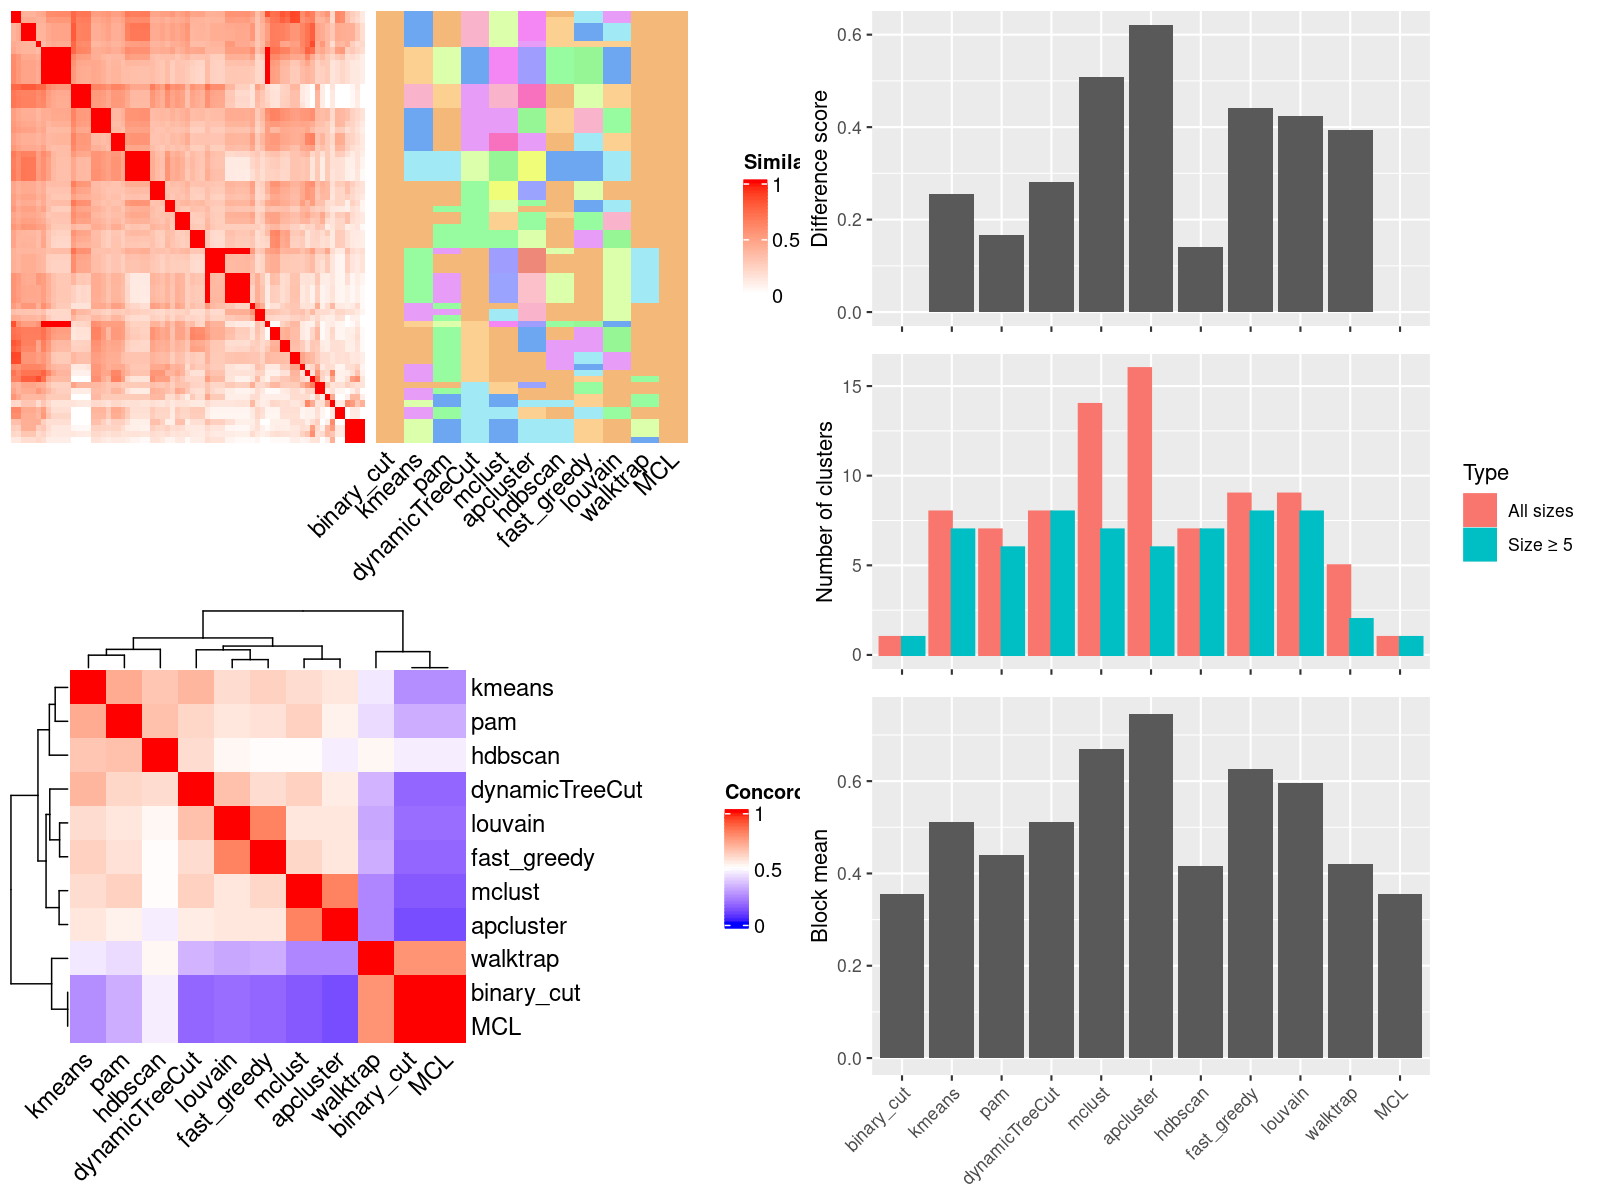 Simila
1
0.5
0
binary_cut
kmeans
pam
dynamicTreeCut
mclust
apcluster
hdbscan
fast_greedy
louvain
walktrap
MCL
Difference score
0.6
0.4
0.2
0.0
Number of clusters
15
10
5
0
Type
All sizes
Size ≥ 5
kmeans
pam
hdbscan
dynamicTreeCut
louvain
fast_greedy
mclust
apcluster
walktrap
binary_cut
MCL
kmeans
pam
hdbscan
dynamicTreeCut
louvain
fast_greedy
mclust
apcluster
walktrap
binary_cut
MCL
Concord
1
0.5
0
Block mean
0.6
0.4
0.2
0.0
binary_cut
kmeans
pam
dynamicTreeCut
mclust
apcluster
hdbscan
fast_greedy
louvain
walktrap
MCL